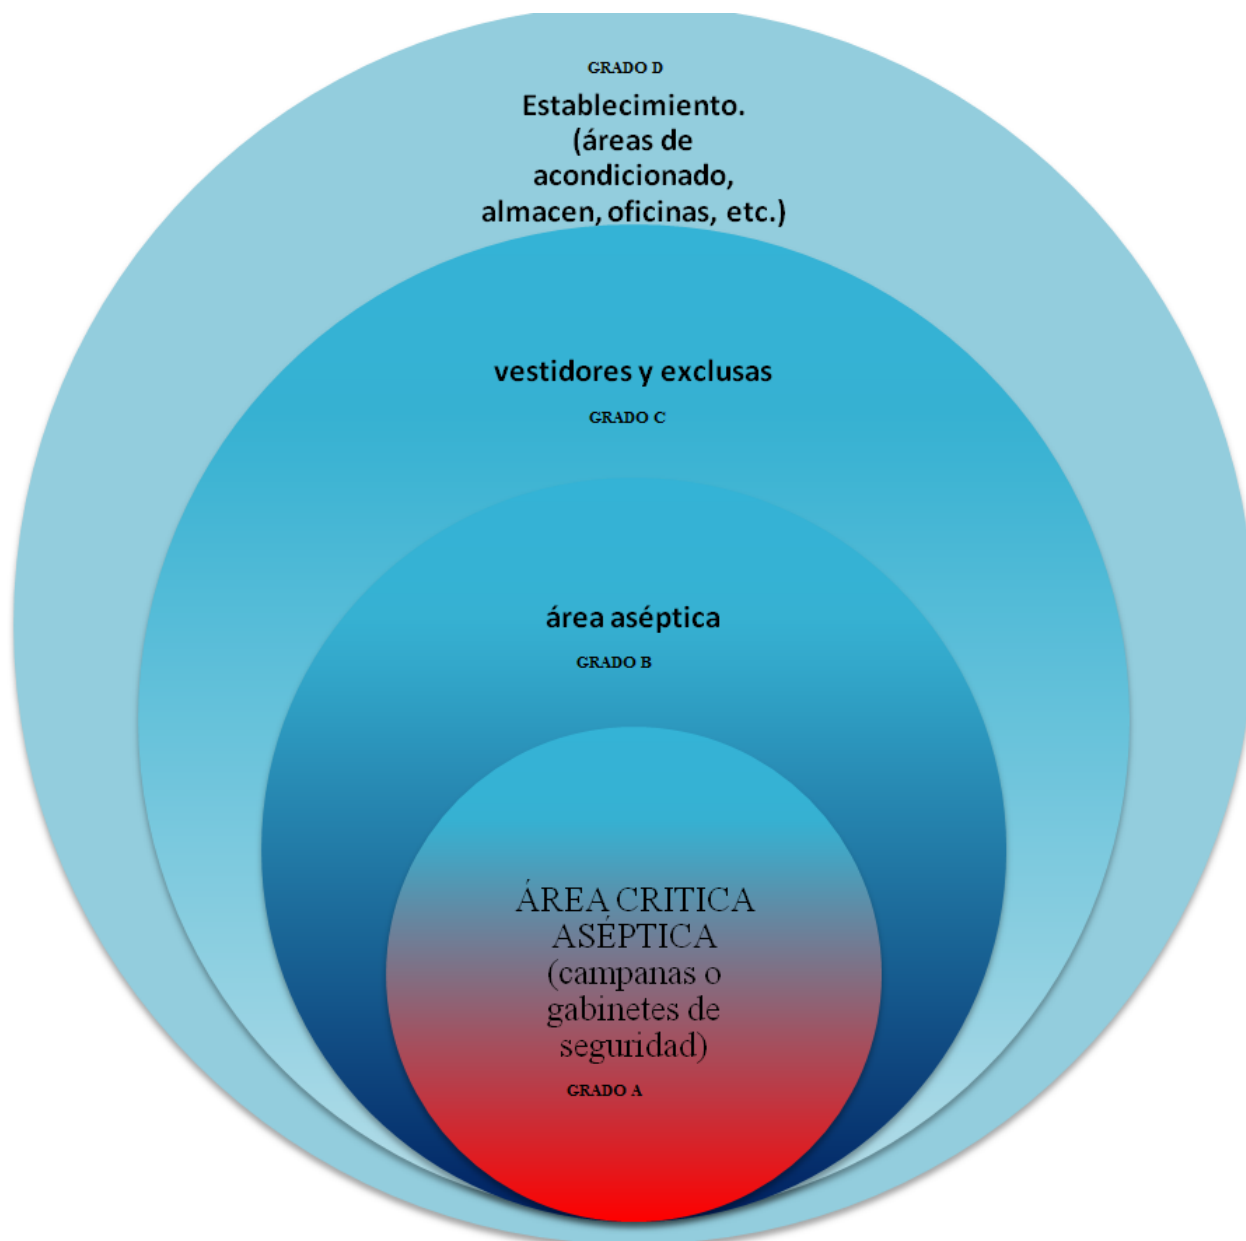 GRADO D
Establecimiento.
(áreas de
acondicionado,
almacen, oficinas, etc.)
vestidores y exclusas
GRADO C
área aséptica
GRADO B
ÁREA CRITICA
ASÉPTICA
(campanas o
gabinetes de
seguridad)
GRADO A